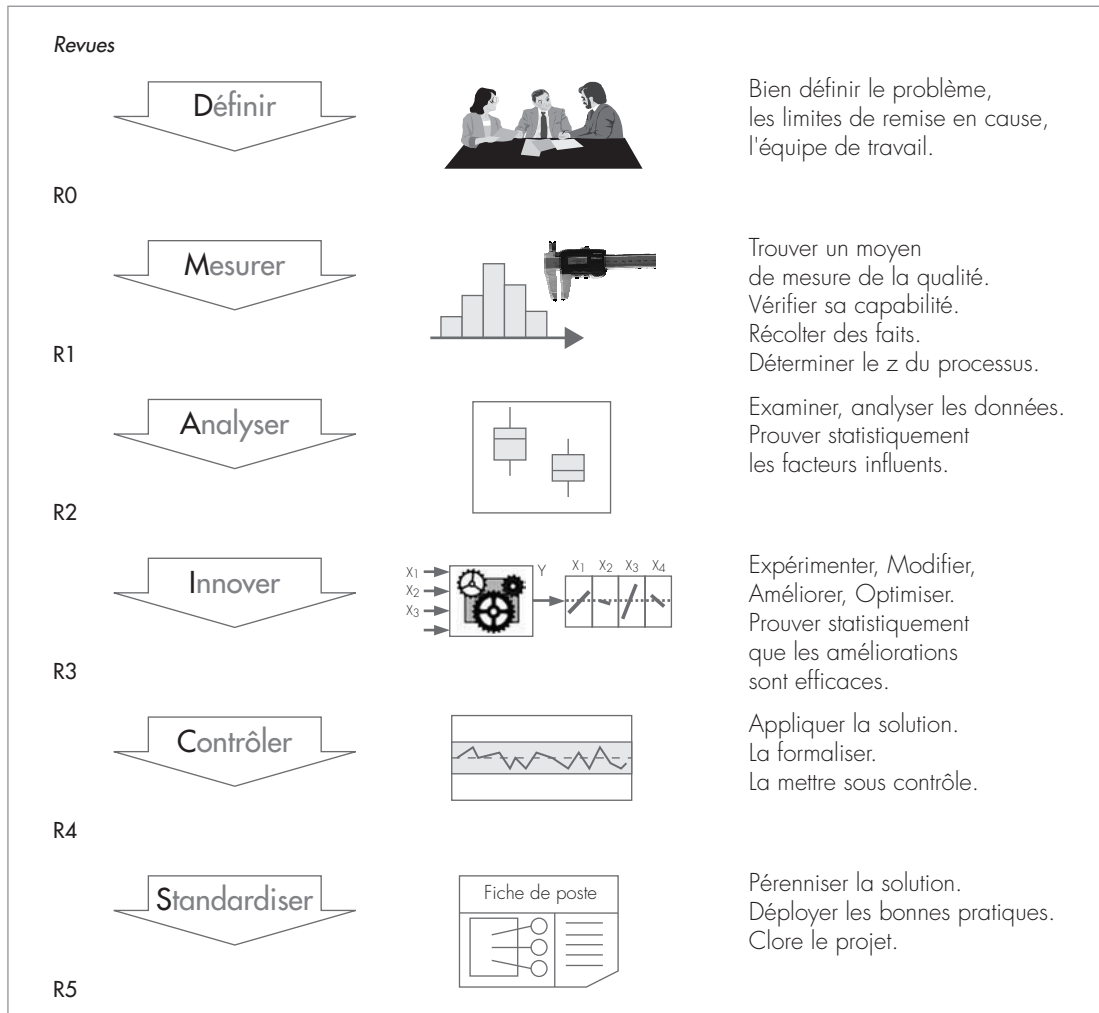 Revues
Définir
Bien définir le problème,
les limites de remise en cause,
l'équipe de travail.
R0
Mesurer
Trouver un moyen
de mesure de la qualité.
Vérifier sa capabilité.
Récolter des faits.
Déterminer le z du processus.
R1
Analyser
Examiner, analyser les données.
Prouver statistiquement
les facteurs influents.
R2
Innover
X1
X2
X3
Y
X1 X2 X3 X4
Expérimenter, Modifier,
Améliorer, Optimiser.
Prouver statistiquement
que les améliorations
sont efficaces.
R3
Contrôler
Appliquer la solution.
La formaliser.
La mettre sous contrôle.
R4
Standardiser
Fiche de poste
Pérenniser la solution.
Déployer les bonnes pratiques.
Clore le projet.
R5